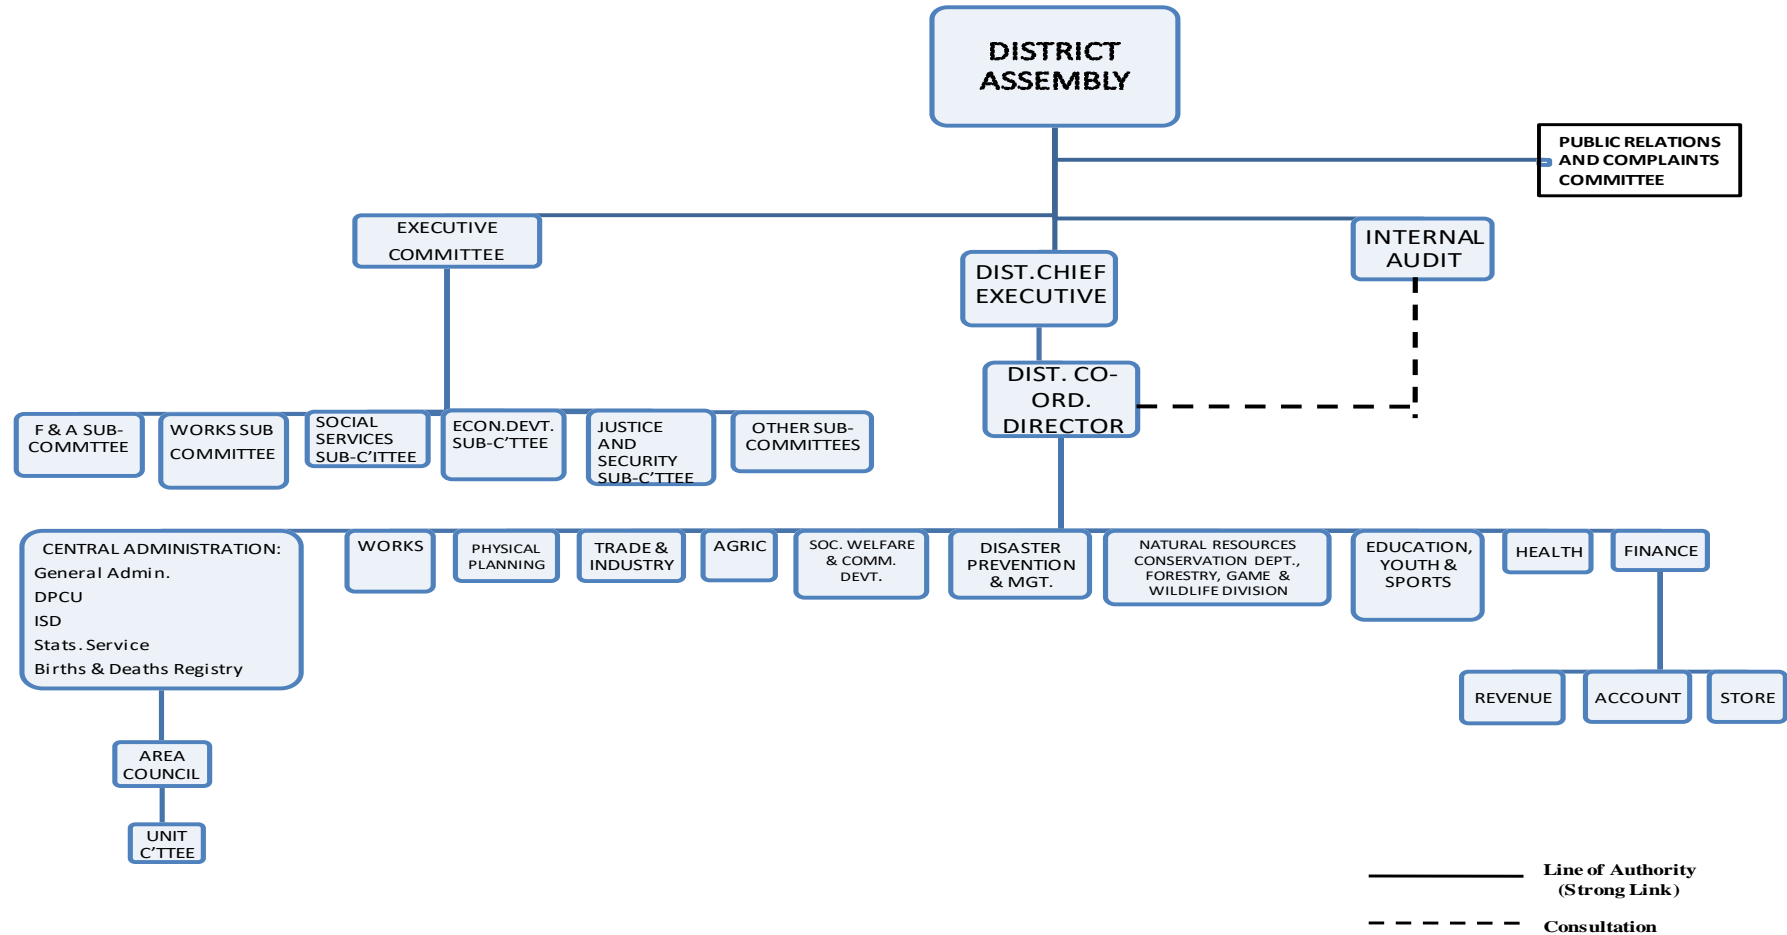 DISTRICT
ASSEMBLY
PUBLIC RELATIONS
AND COMPLAINTS
COMMITTEE
EXECUTIVE
COMMITTEE
DIST.CHIEF
EXECUTIVE
INTERNAL
AUDIT
DIST. CO-
ORD.
DIRECTOR
F & A SUB-
COMMTTEE
WORKS SUB
COMMITTEE
SOCIAL
SERVICES
SUB-C'ITTEE
ECON.DEVT.
SUB-C'TTEE
JUSTICE
AND
SECURITY
SUB-C'TTEE
OTHER SUB-
COMMITTEES
CENTRAL ADMINISTRATION:
General Admin.
DPCU
ISD
Stats. Service
Births & Deaths Registry
WORKS
PHYSICAL
PLANNING
TRADE &
INDUSTRY
AGRIC
SOC. WELFARE
& COMM.
DEVT.
DISASTER
PREVENTION
& MGT.
NATURAL RESOURCES
CONSERVATION DEPT.,
FORESTRY, GAME &
WILDLIFE DIVISION
EDUCATION,
YOUTH &
SPORTS
HEALTH
FINANCE
REVENUE
ACCOUNT
STORE
AREA
COUNCIL
UNIT
C'TTEE
Line of Authority
(Strong Link)
Consultation